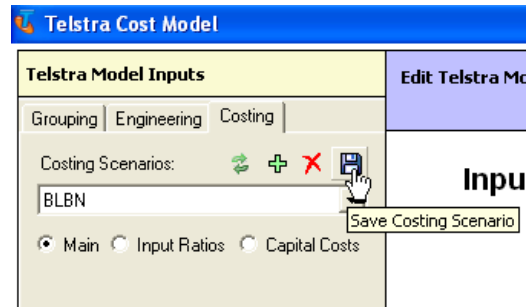 Telstra Cost Model
Telstra Model Inputs
Edit Telstra Mo
Grouping Engineering Costing
Costing Scenarios:
Inpu
BLBN
Save Costing Scenario
Main Input Ratios Capital Costs